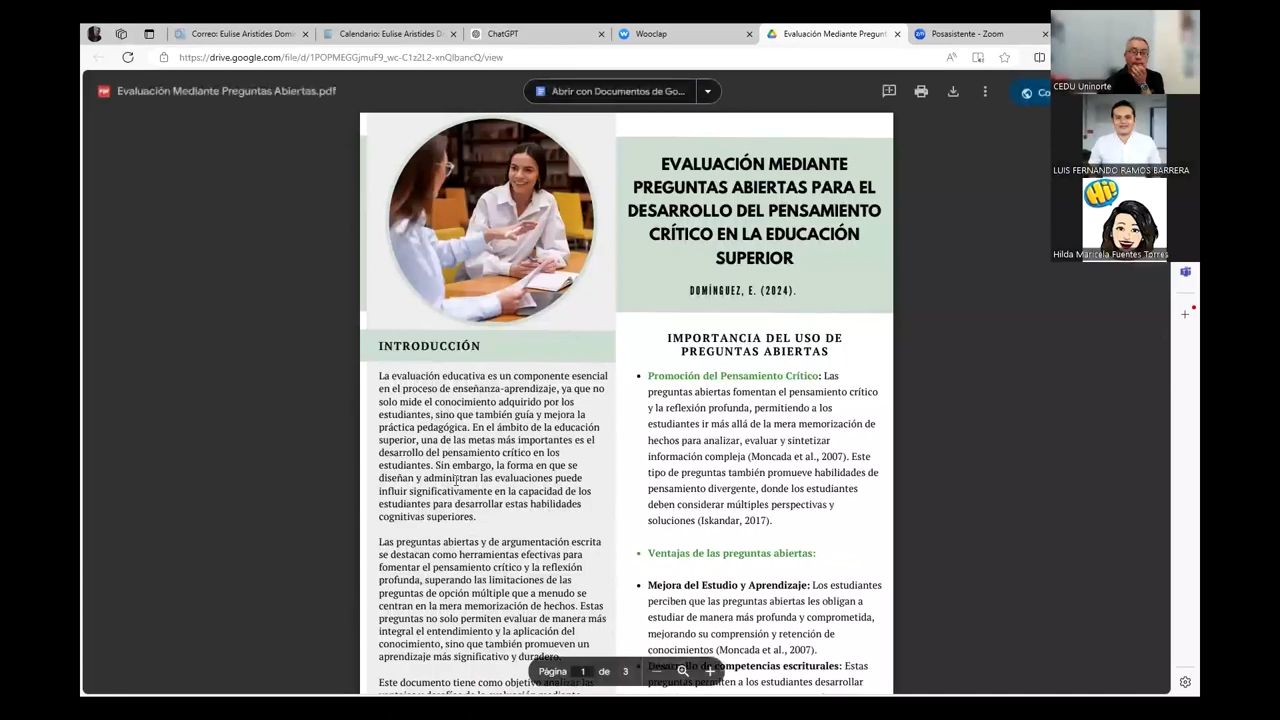 Correo: Eulise Aristides Domi
Calendario: Eulise Aristides D
ChatGPT
Wooclap
Evaluación Mediante Pregunt
Posasistente - Zoom
https://drive.google.com/file/d/1POPMEGGjmuF9_wc-C1z2L2-xnQlbancQ/view
Evaluación Mediante Preguntas Abiertas.pdf
Abrir con Documentos de Go...
Co
CEDU Uninorte
LUIS FERNANDO RAMOS BARRERA
Hi!
Hilda Maricela Fuentes Torres
EVALUACIÓN MEDIANTE
PREGUNTAS ABIERTAS PARA EL
DESARROLLO DEL PENSAMIENTO
CRÍTICO EN LA EDUCACIÓN
SUPERIOR
DOMÍNGUEZ, E. (2024).
INTRODUCCIÓN
La evaluación educativa es un componente esencial
en el proceso de enseñanza-aprendizaje, ya que no
solo mide el conocimiento adquirido por los
estudiantes, sino que también guía y mejora la
práctica pedagógica. En el ámbito de la educación
superior, una de las metas más importantes es el
desarrollo del pensamiento crítico en los
estudiantes. Sin embargo, la forma en que se
diseñan y administran las evaluaciones puede
influir significativamente en la capacidad de los
estudiantes para desarrollar estas habilidades
cognitivas superiores.
Las preguntas abiertas y de argumentación escrita
se destacan como herramientas efectivas para
fomentar el pensamiento crítico y la reflexión
profunda, superando las limitaciones de las
preguntas de opción múltiple que a menudo se
centran en la mera memorización de hechos. Estas
preguntas no solo permiten evaluar de manera más
integral el entendimiento y la aplicación del
conocimiento, sino que también promueven un
aprendizaje más significativo y duradero.
Este documento tiene como objetivo analizar las
IMPORTANCIA DEL USO DE
PREGUNTAS ABIERTAS
• Promoción del Pensamiento Crítico: Las
preguntas abiertas fomentan el pensamiento crítico
y la reflexión profunda, permitiendo a los
estudiantes ir más allá de la mera memorización de
hechos para analizar, evaluar y sintetizar
información compleja (Moncada et al., 2007). Este
tipo de preguntas también promueve habilidades de
pensamiento divergente, donde los estudiantes
deben considerar múltiples perspectivas y
soluciones (Iskandar, 2017).
• Ventajas de las preguntas abiertas:
• Mejora del Estudio y Aprendizaje: Los estudiantes
perciben que las preguntas abiertas les obligan a
estudiar de manera más profunda y comprometida,
mejorando su comprensión y retención de
conocimientos (Moncada et al., 2007).
• Desarrollo de competencias escriturales: Estas
preguntas permiten a los estudiantes desarrollar
Página 1 de 3